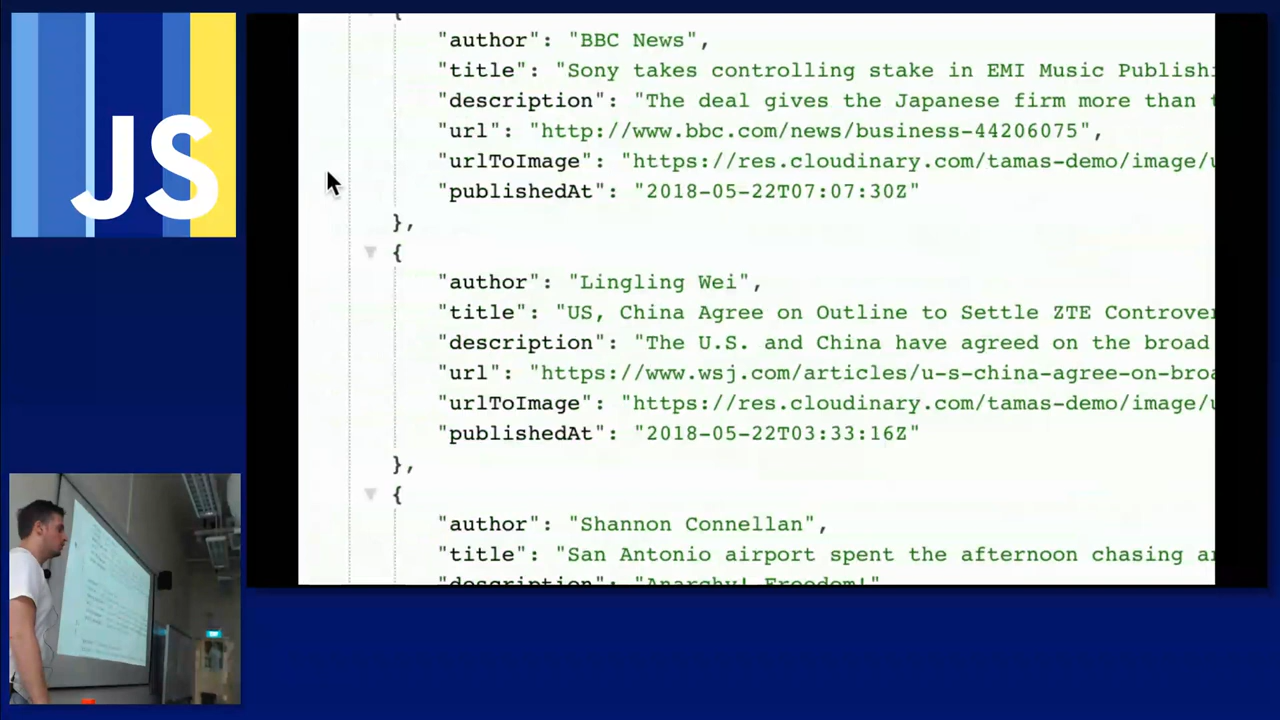 JS
{
"author": "BBC News",
"title": "Sony takes controlling stake in EMI Music Publishi
"description": "The deal gives the Japanese firm more than t
"url": "http://www.bbc.com/news/business-44206075",
"urlToImage": "https://res.cloudinary.com/tamas-demo/image/u
"publishedAt": "2018-05-22T07:07:30Z"
},
{
"author": "Lingling Wei",
"title": "US, China Agree on Outline to Settle ZTE Controver
"description": "The U.S. and China have agreed on the broad
"url": "https://www.wsj.com/articles/u-s-china-agree-on-broa
"urlToImage": "https://res.cloudinary.com/tamas-demo/image/u
"publishedAt": "2018-05-22T03:33:16Z"
},
{
"author": "Shannon Connellan",
"title": "San Antonio airport spent the afternoon chasing a
"description": "Anarchy! Freedom!"